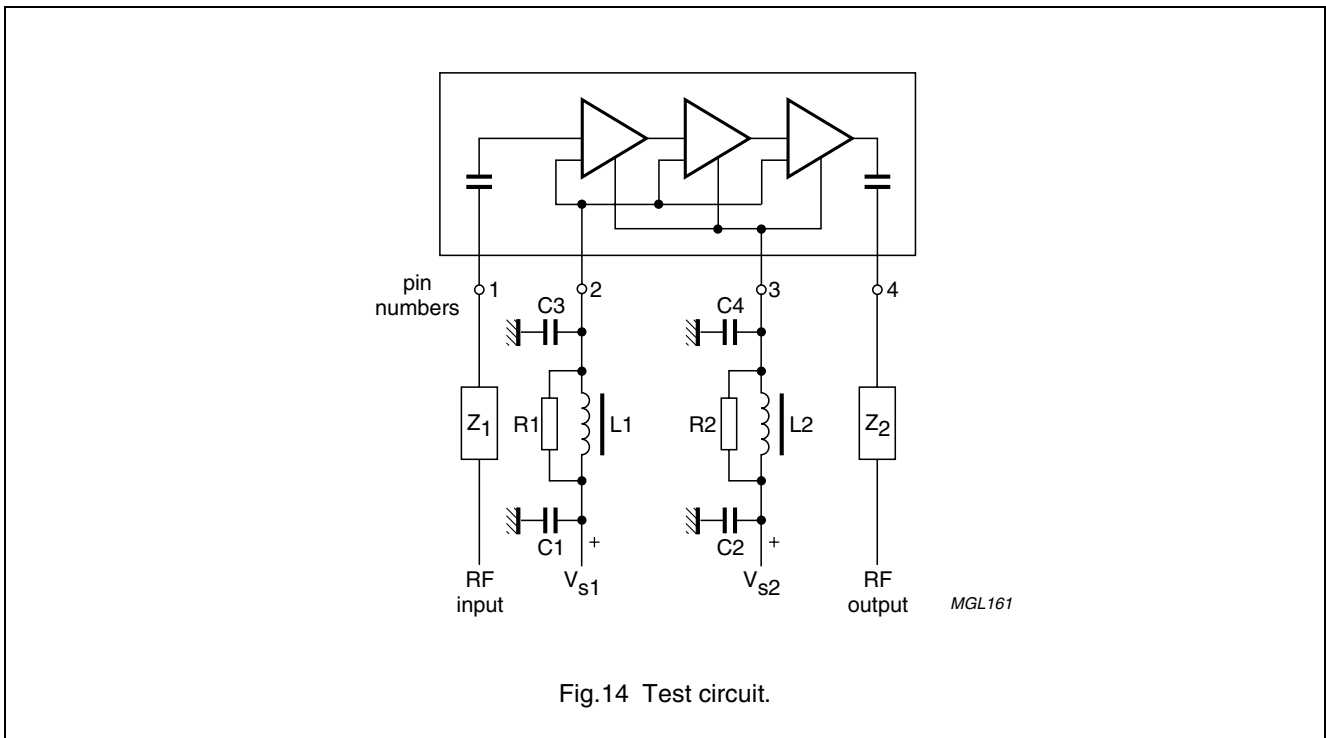 pin
numbers
1
2
3
4
C3
C4
Z1
R1
L1
R2
L2
Z2
C1
+
C2
+
RF
input
Vs1
Vs2
RF
output
MGL161
Fig.14 Test circuit.